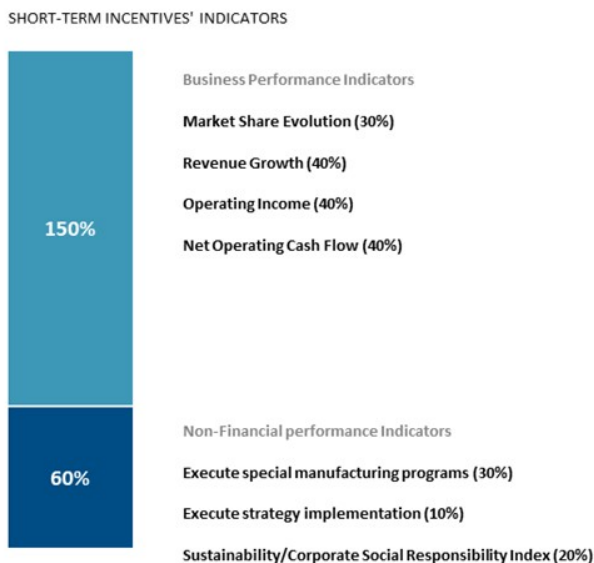 SHORT-TERM INCENTIVES' INDICATORS
Business Performance Indicators
Market Share Evolution (30%)
Revenue Growth (40%)
Operating Income (40%)
150%
Net Operating Cash Flow (40%)
Non-Financial performance Indicators
Execute special manufacturing programs (30%)
60%
Execute strategy implementation (10%)
Sustainability/Corporate Social Responsibility Index (20%)